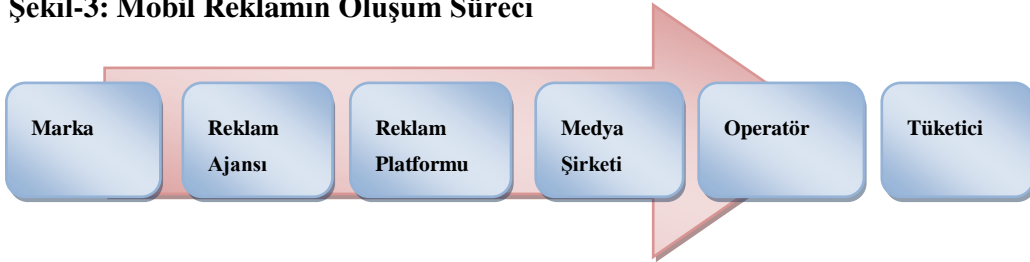 Şekil-3: Mobil Reklamın Oluşum Süreci
Marka
Reklam
Ajansı
Reklam
Platformu
Medya
Şirketi
Operatör
Tüketici